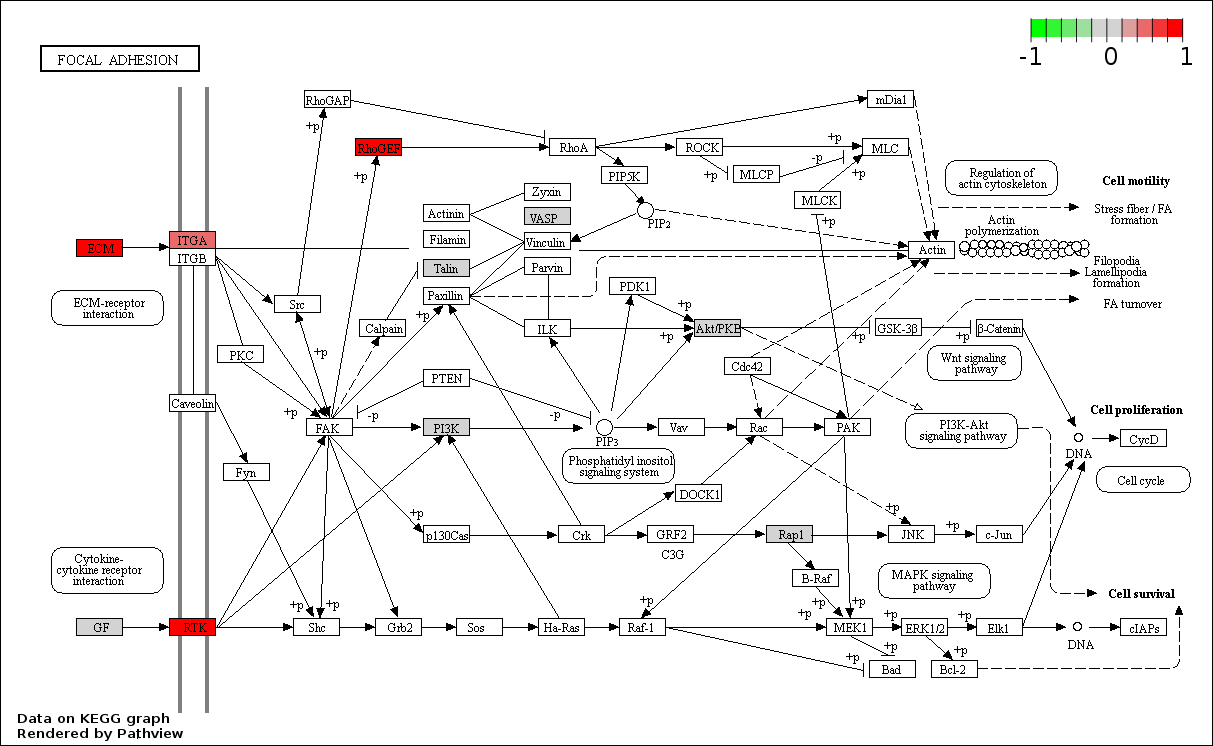 -1
0
1
FOCAL ADHESION
RhoGAP
mDia1
+p
RhoGEF
RhoA
ROCK
+p
MLC
+p
-p
+p
MLCP
+p
PIP5K
MLCK
+p
Regulation of
actin cytoskeleton
Cell motility
Zyxin
Actinin
VASP
PIP2
Stress fiber / FA
formation
Actin
polymerization
ECM
ITGA
ITGB
Filamin
Vinculin
Actin
Talin
Parvin
Filopodia
Lamellipodia
formation
ECM-receptor
interaction
Src
Paxillin
PDK1
FA turnover
+p
Calpain
+p
ILK
+p
+p
Akt/PKB
+p
GSK-3β
+p
β-Catenin
PKC
+p
Cdc42
Wnt signaling
pathway
PTEN
Caveolin
+p
-p
-p
Cell proliferation
FAK
PI3K
PIP3
Vav
Rac
PAK
PI3K-Akt
signaling pathway
CycD
DNA
Fyn
Phosphatidyl inositol
signaling system
Cell cycle
DOCK1
+p
+p
p130Cas
Crk
GRF2
C3G
Rap1
JNK
+p
c-Jun
Cytokine-
cytokine receptor
interaction
B-Raf
MAPK signaling
pathway
Cell survival
+p
+p
+p
+p
+p
+p
+p
+p
GF
RTK
Shc
Grb2
Sos
Ha-Ras
Raf-1
MEK1
ERK1/2
Elk1
DNA
cIAPs
+p
+p
+p
Bad
Bcl-2
Data on KEGG graph
Rendered by Pathview